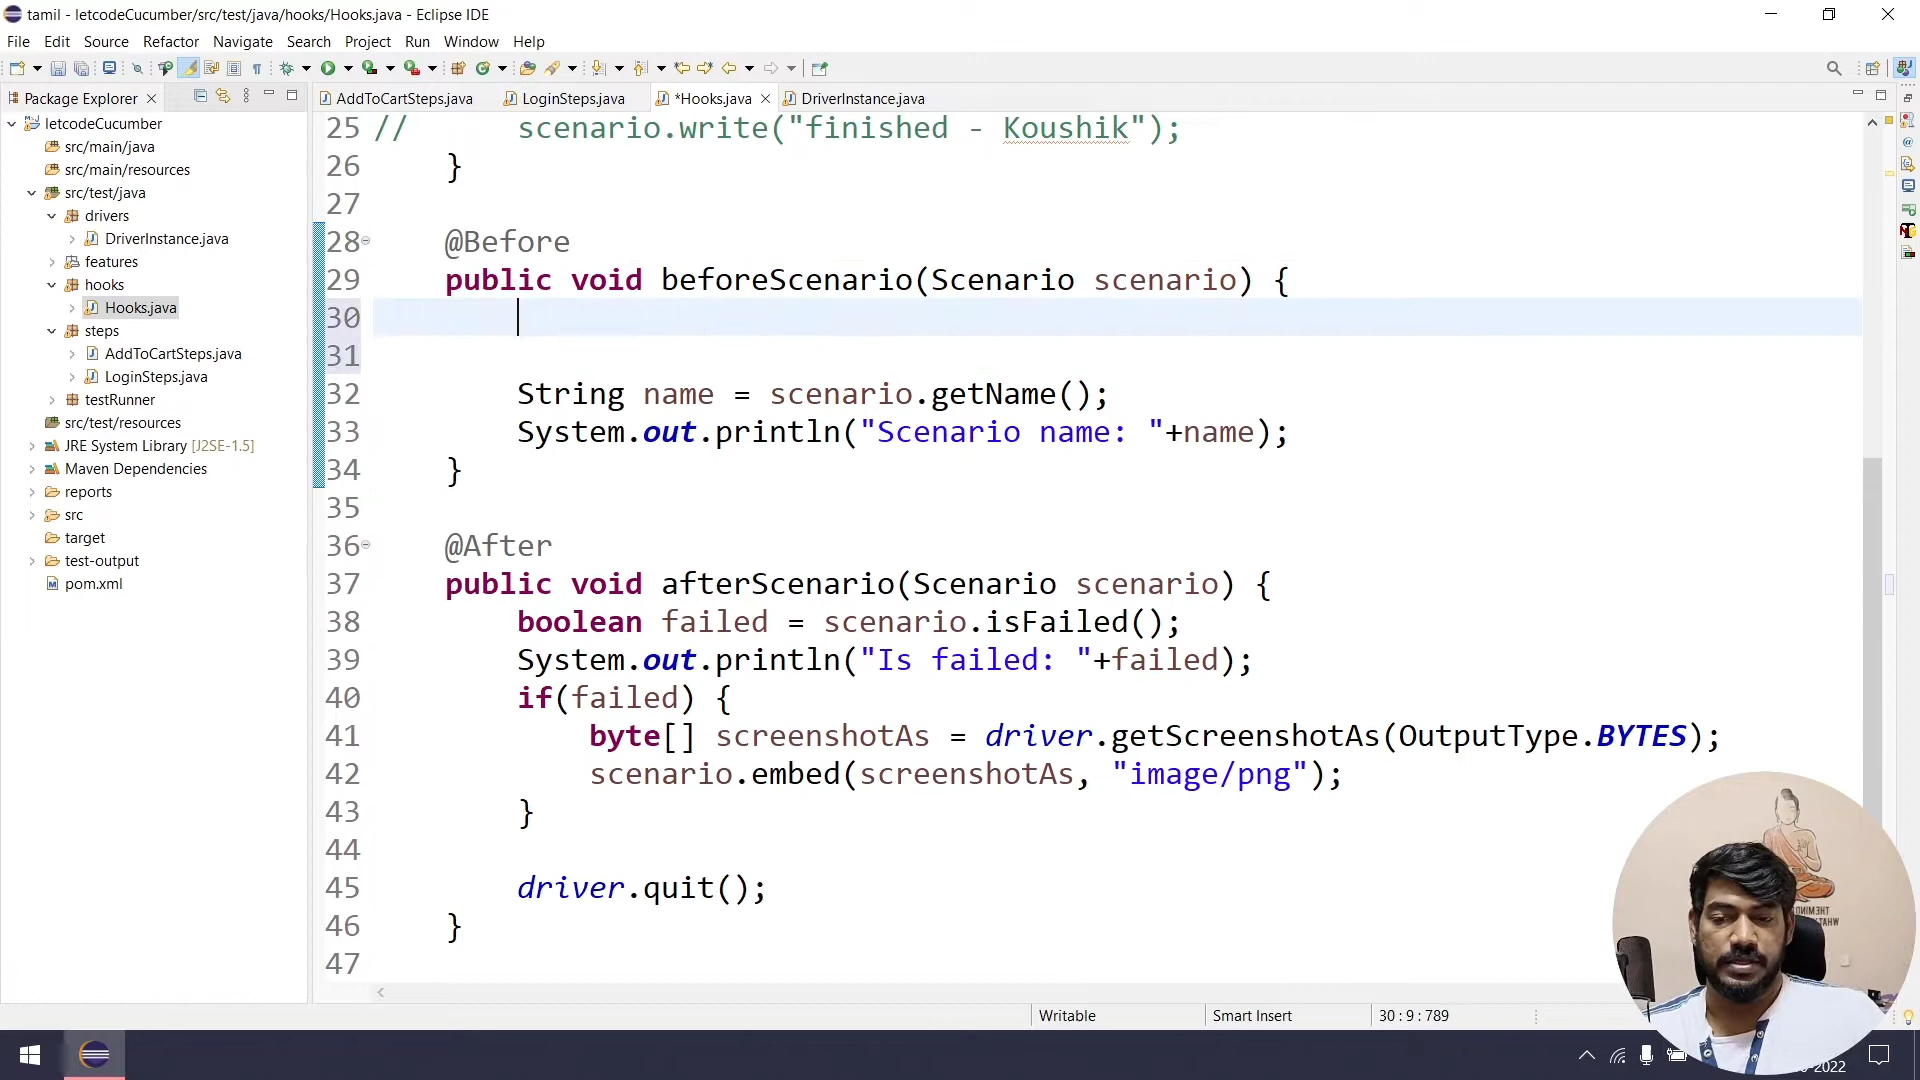 tamil - letcodeCucumber/src/test/java/hooks/Hooks.java - Eclipse IDE
File Edit Source Refactor Navigate Search Project Run Window Help
Package Explorer
AddToCartSteps.java LoginSteps.java *Hooks.java DriverInstance.java
letcodeCucumber
src/main/java
src/main/resources
src/test/java
drivers
DriverInstance.java
features
hooks
Hooks.java
steps
AddToCartSteps.java
LoginSteps.java
testRunner
src/test/resources
JRE System Library [J2SE-1.5]
Maven Dependencies
reports
src
target
test-output
pom.xml
25 // scenario.write("finished - Koushik");
26 }
27
28 @Before
29 public void beforeScenario(Scenario scenario) {
30
31
32 String name = scenario.getName();
33 System.out.println("Scenario name: "+name);
34 }
35
36 @After
37 public void afterScenario(Scenario scenario) {
38 boolean failed = scenario.isFailed();
39 System.out.println("Is failed: "+failed);
40 if(failed) {
41 byte[] screenshotAs = driver.getScreenshotAs(OutputType.BYTES);
42 scenario.embed(screenshotAs, "image/png");
43 }
44
45 driver.quit();
46 }
47
Writable Smart Insert 30 : 9 : 789